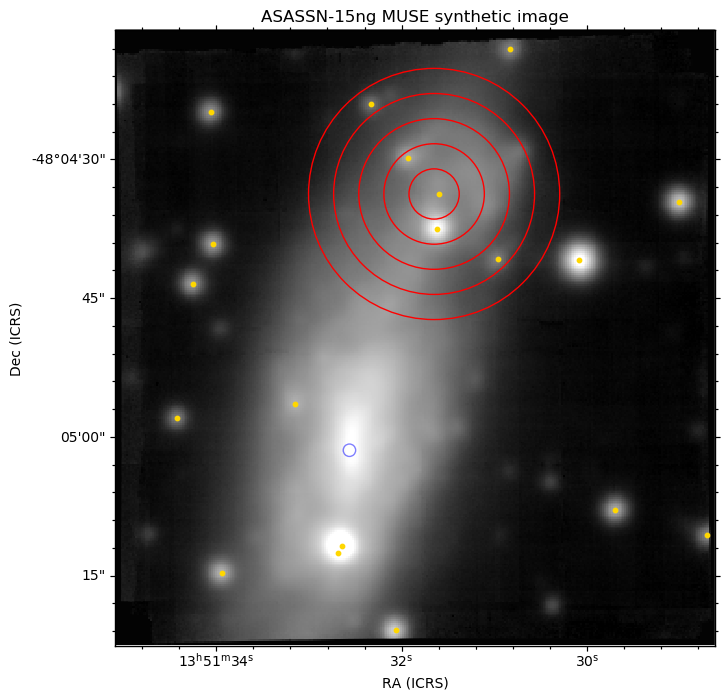 ASASSN-15ng MUSE synthetic image
-48°04'30"
45"
05'00"
15"
Dec (ICRS)
13ʰ51ᵐ34ˢ
32ˢ
30ˢ
RA (ICRS)